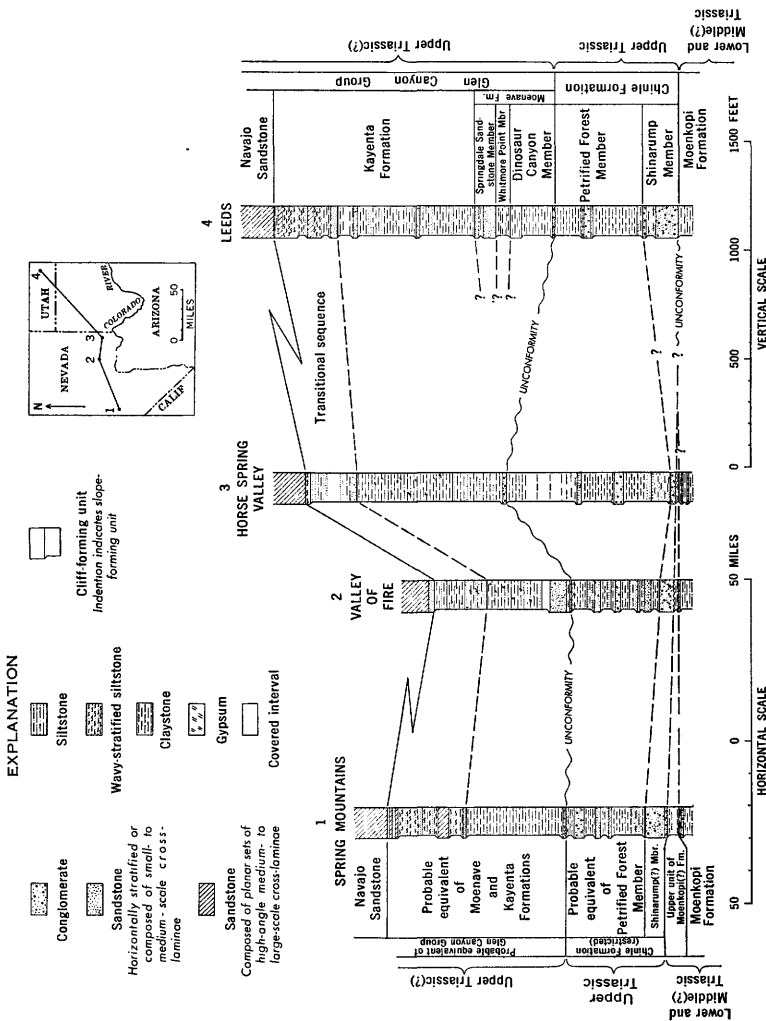 EXPLANATION
Conglomerate
Sandstone
Horizontally stratified or
composed of small- to
medium-scale cross-
laminae
Sandstone
Composed of planar sets of
high-angle medium- to
large-scale cross-laminae
Siltstone
Wavy-stratified siltstone
Claystone
Gypsum
Covered interval
Cliff-forming unit
Indention indicates slope-
forming unit
N
NEVADA
UTAH
ARIZONA
CALIF
COLORADO
RIVER
1
2
3
4
0
50
MILES
1
SPRING MOUNTAINS
2
VALLEY
OF
FIRE
3
HORSE SPRING
VALLEY
4
LEEDS
Upper Triassic(?)
Upper
Triassic
Lower and
Middle(?)
Triassic
Probable equivalent of
Glen Canyon Group
Chinle Formation
(restricted)
Navajo
Sandstone
Probable
equivalent
of
Moenave
and
Kayenta
Formations
Probable
equivalent
of
Petrified Forest
Member
Shinarump(?) Mbr.
Upper unit of
Moenkopi(?) Fm.
Moenkopi
Formation
UNCONFORMITY
Transitional sequence
UNCONFORMITY
?
?
?
?
?
UNCONFORMITY
?
Navajo
Sandstone
Kayenta
Formation
Springdale Sand-
stone Member
Whitmore Point Mbr
Dinosaur
Canyon
Member
Petrified Forest
Member
Shinarump
Member
Moenkopi
Formation
Glen Canyon Group
Moenave Fm.
Chinle Formation
Upper Triassic(?)
Upper Triassic
Lower and
Middle(?)
Triassic
50
0
50 MILES
HORIZONTAL SCALE
0
500
1000
1500 FEET
VERTICAL SCALE